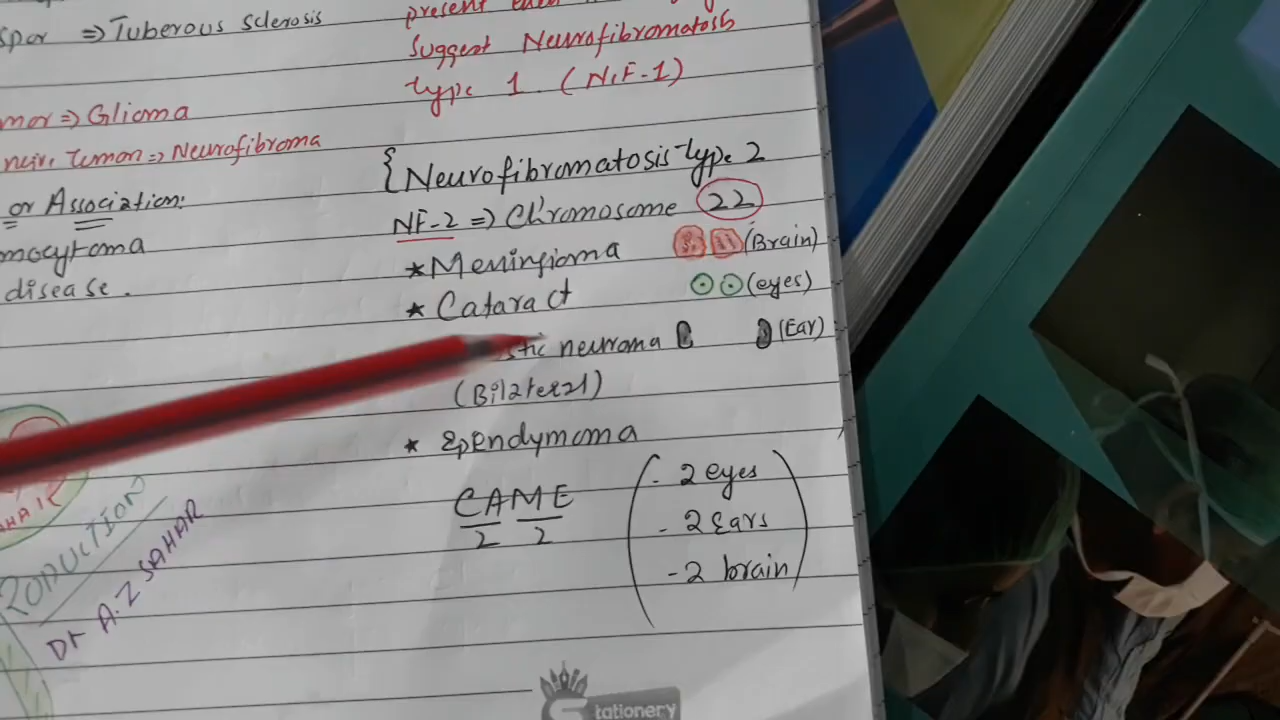 spor => Tuberous Sclerosis
present
Suggest Neurofibromatosis
type 1 (N.F-1)
mor => Glioma
nerve Tumor => Neurofibroma
or Association:
mocytoma
disease.
{Neurofibromatosis type 2
NF-2 => Chromosome 22
* Meningioma (Brain)
* Cataract (eyes)
stic neuroma (Ear)
(Bilateral)
* Ependymoma
CAME
2 2
- 2 eyes
- 2 Ears
- 2 brain
Dr A.Z SAHAR
tationery